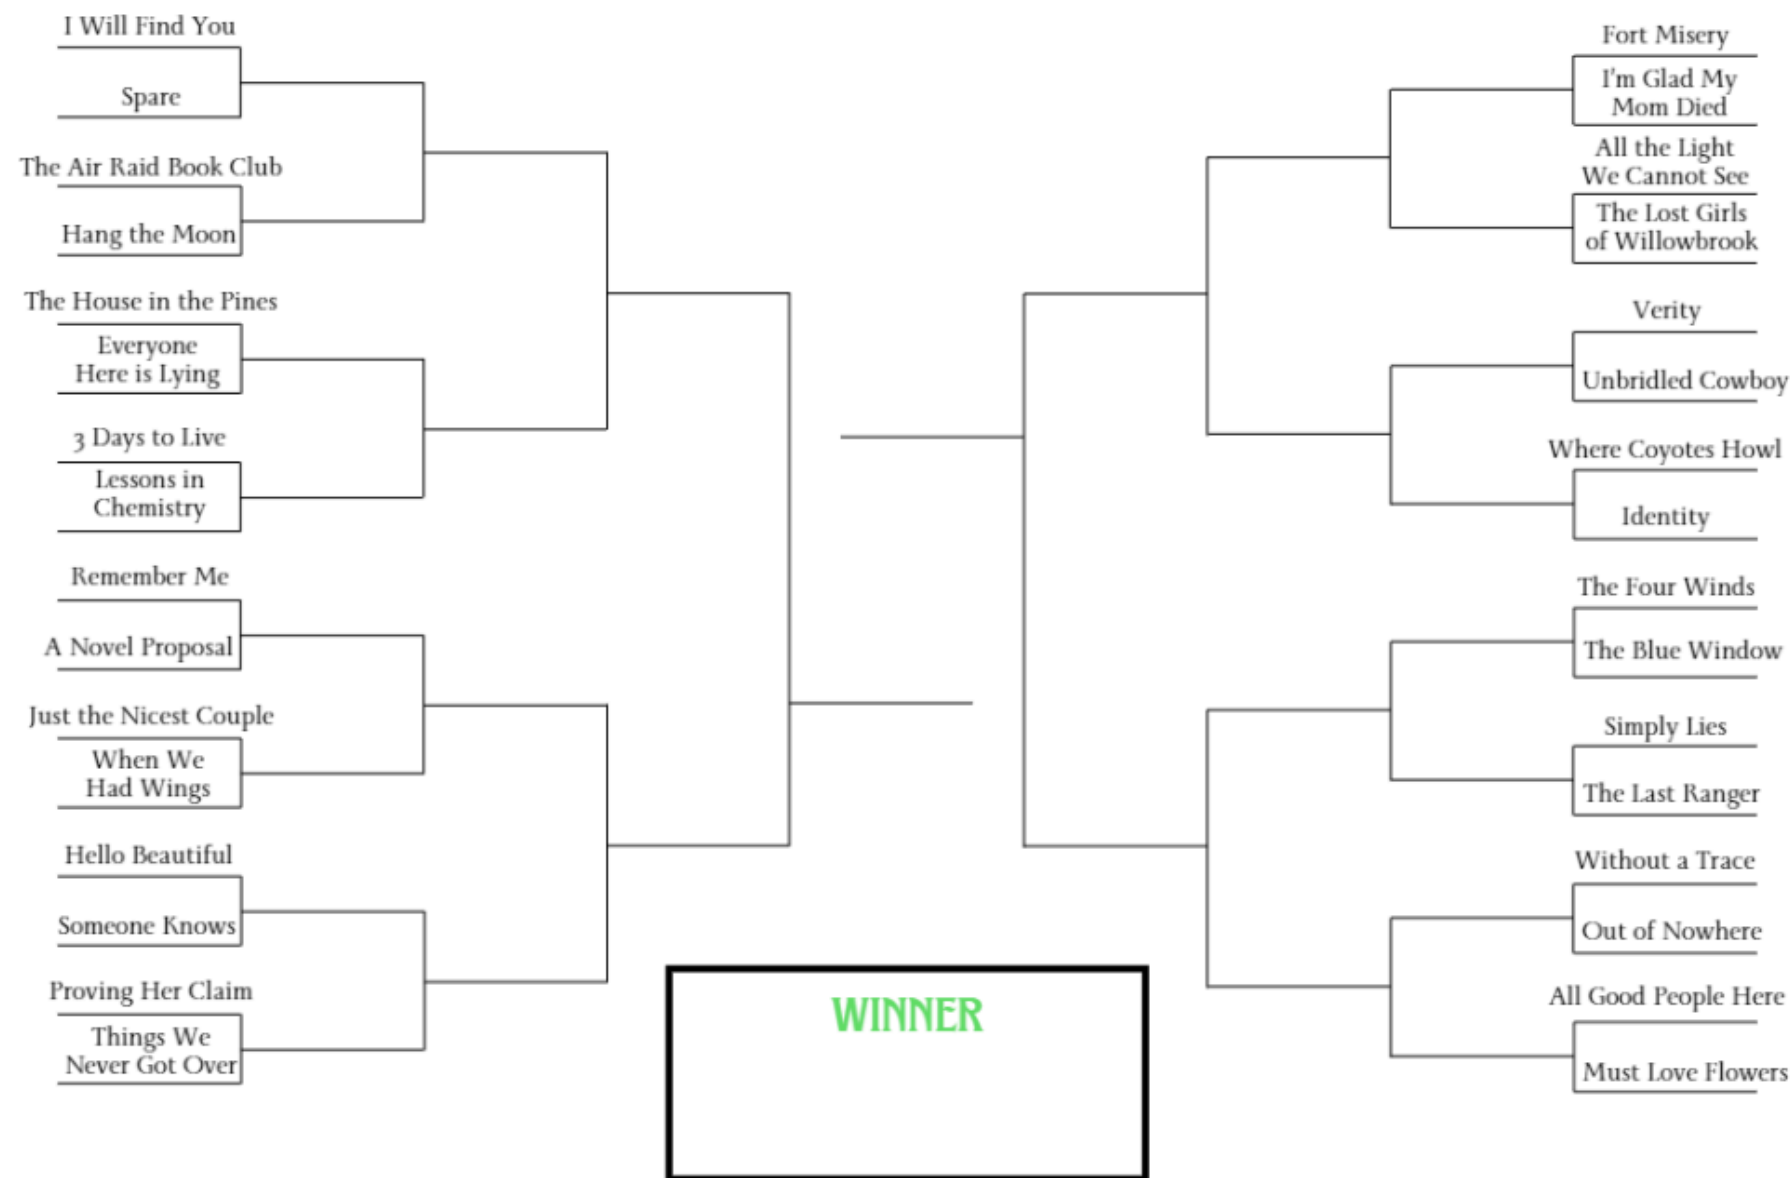 I Will Find You
Spare
The Air Raid Book Club
Hang the Moon
The House in the Pines
Everyone
Here is Lying
3 Days to Live
Lessons in
Chemistry
Remember Me
A Novel Proposal
Just the Nicest Couple
When We
Had Wings
Hello Beautiful
Someone Knows
Proving Her Claim
Things We
Never Got Over
Fort Misery
I'm Glad My
Mom Died
All the Light
We Cannot See
The Lost Girls
of Willowbrook
Verity
Unbridled Cowboy
Where Coyotes Howl
Identity
The Four Winds
The Blue Window
Simply Lies
The Last Ranger
Without a Trace
Out of Nowhere
All Good People Here
Must Love Flowers
WINNER